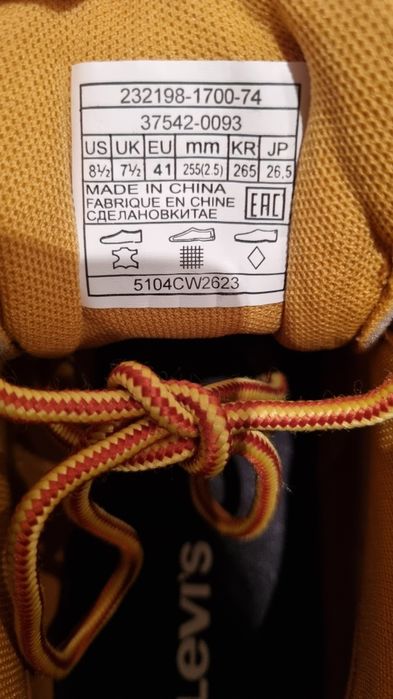 232198-1700-74
37542-0093
US UK EU mm KR JP
8½ 7½ 41 255(2.5) 265 26,5
MADE IN CHINA
FABRIQUE EN CHINE
СДЕЛАНОВКИТАЕ
EAC
5104CW2623
Levi's